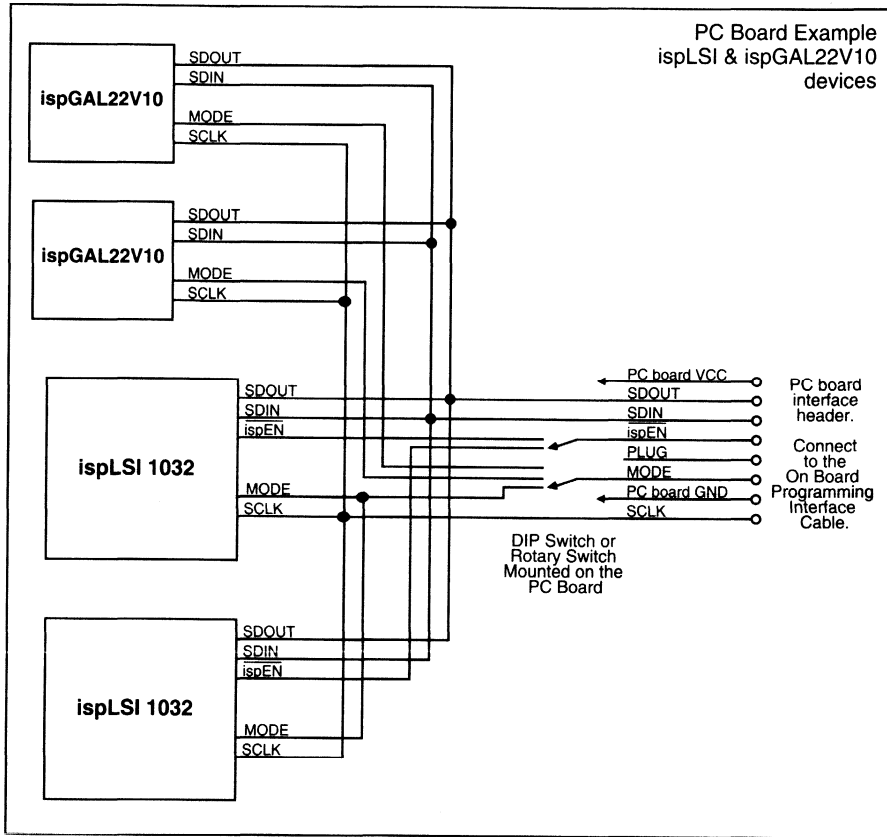 PC Board Example
ispLSI & ispGAL22V10
devices
ispGAL22V10
SDOUT
SDIN
MODE
SCLK
ispGAL22V10
SDOUT
SDIN
MODE
SCLK
ispLSI 1032
SDOUT
SDIN
ispEN
MODE
SCLK
PC board VCC
SDOUT
SDIN
ispEN
PLUG
MODE
PC board GND
SCLK
PC board
interface
header.
Connect
to the
On Board
Programming
Interface
Cable.
DIP Switch or
Rotary Switch
Mounted on the
PC Board
ispLSI 1032
SDOUT
SDIN
ispEN
MODE
SCLK